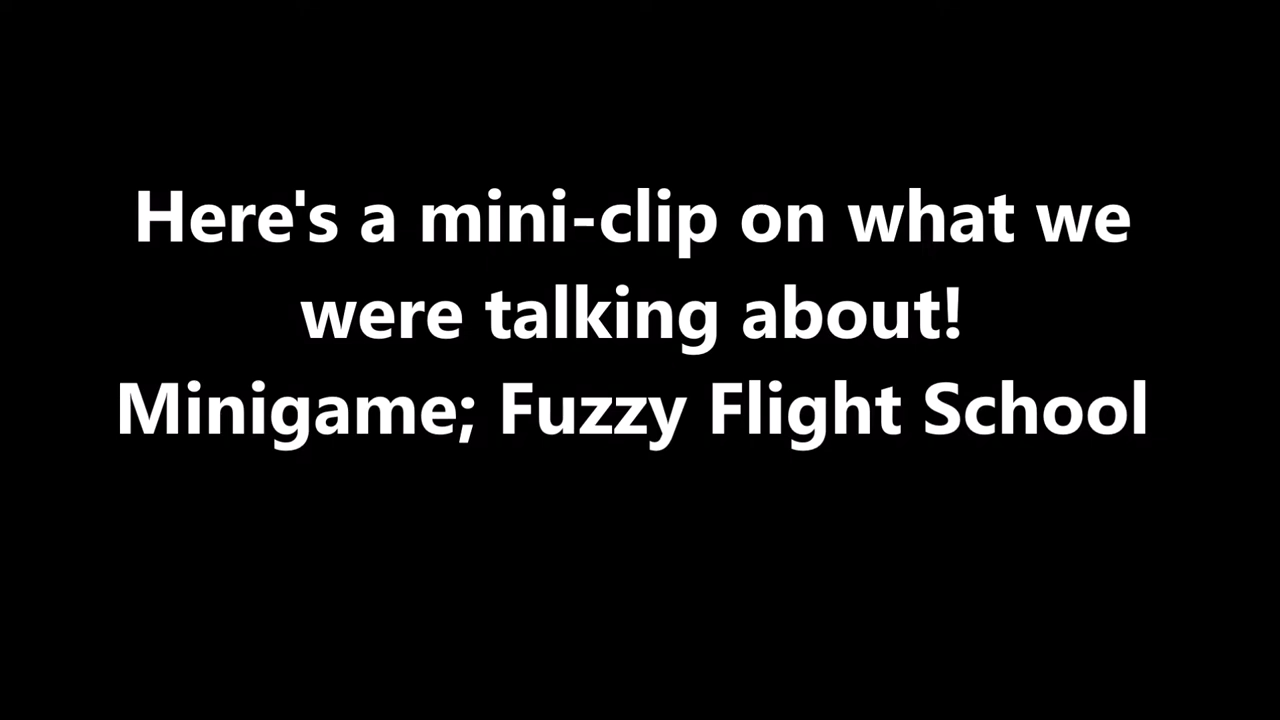 Here's a mini-clip on what we
were talking about!
Minigame; Fuzzy Flight School